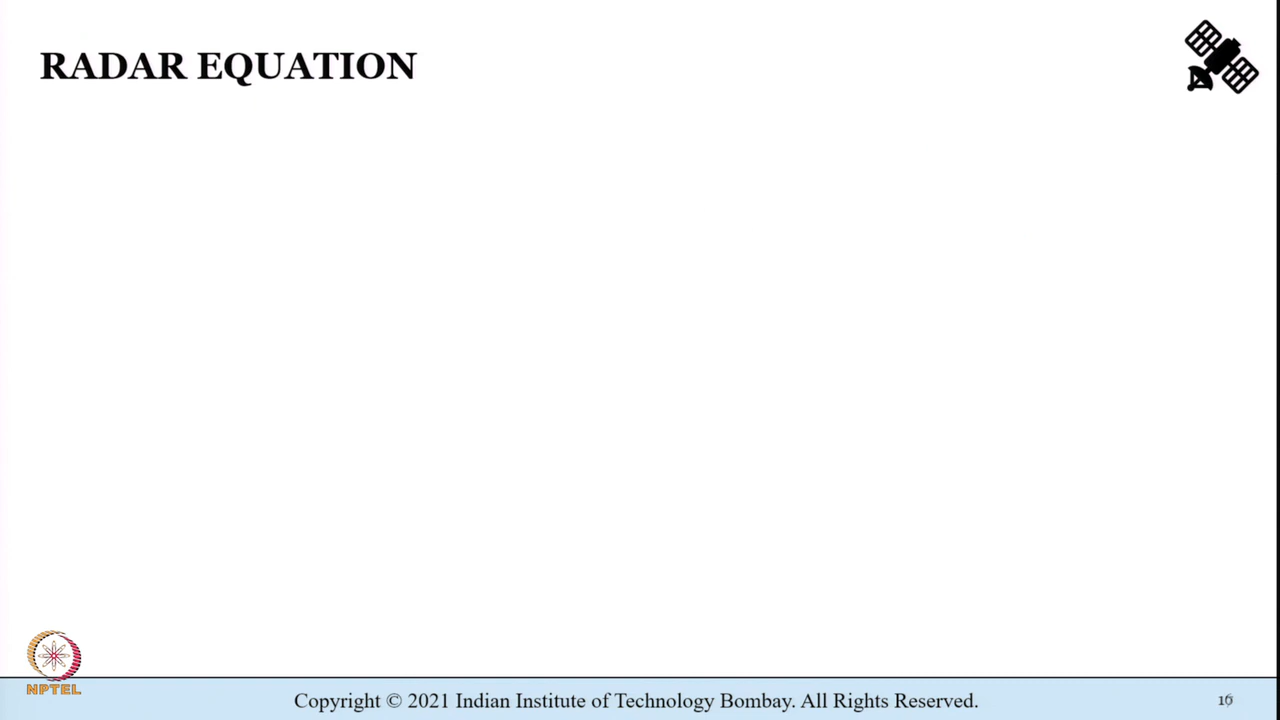 RADAR EQUATION
NPTEL
Copyright © 2021 Indian Institute of Technology Bombay. All Rights Reserved.
16